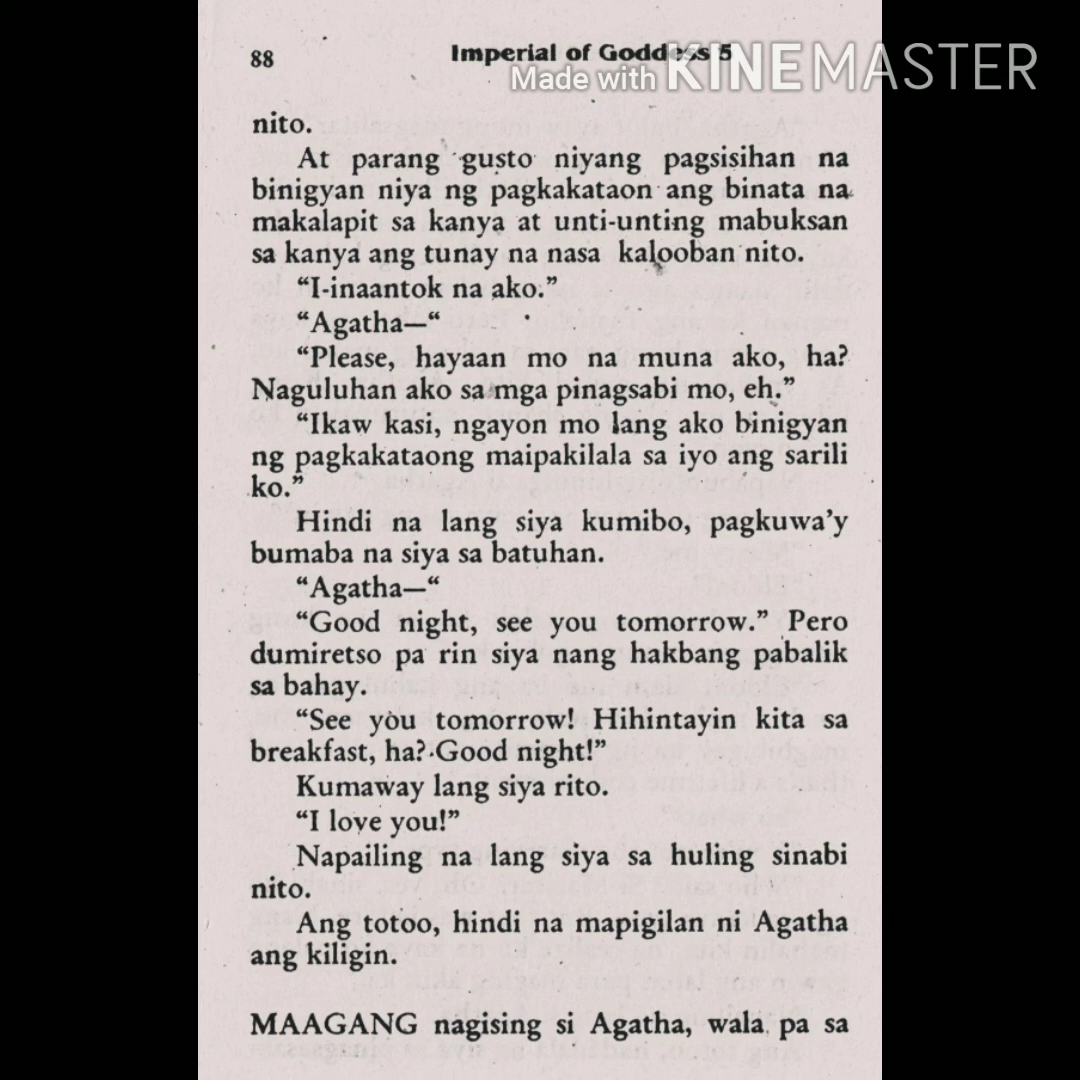 88
Imperial of Goddess 5
Made with KINEMASTER
nito.
At parang gusto niyang pagsisihan na
binigyan niya ng pagkakataon ang binata na
makalapit sa kanya at unti-unting mabuksan
sa kanya ang tunay na nasa kalooban nito.
“I-inaantok na ako.”
“Agatha—“
“Please, hayaan mo na muna ako, ha?
Naguluhan ako sa mga pinagsabi mo, eh.”
“Ikaw kasi, ngayon mo lang ako binigyan
ng pagkakataong maipakilala sa iyo ang sarili
ko.”
Hindi na lang siya kumibo, pagkuwa’y
bumaba na siya sa batuhan.
“Agatha—“
“Good night, see you tomorrow.” Pero
dumiretso pa rin siya nang hakbang pabalik
sa bahay.
“See you tomorrow! Hihintayin kita sa
breakfast, ha? Good night!”
Kumaway lang siya rito.
“I love you!”
Napailing na lang siya sa huling sinabi
nito.
Ang totoo, hindi na mapigilan ni Agatha
ang kiligin.
MAAGANG nagising si Agatha, wala pa sa